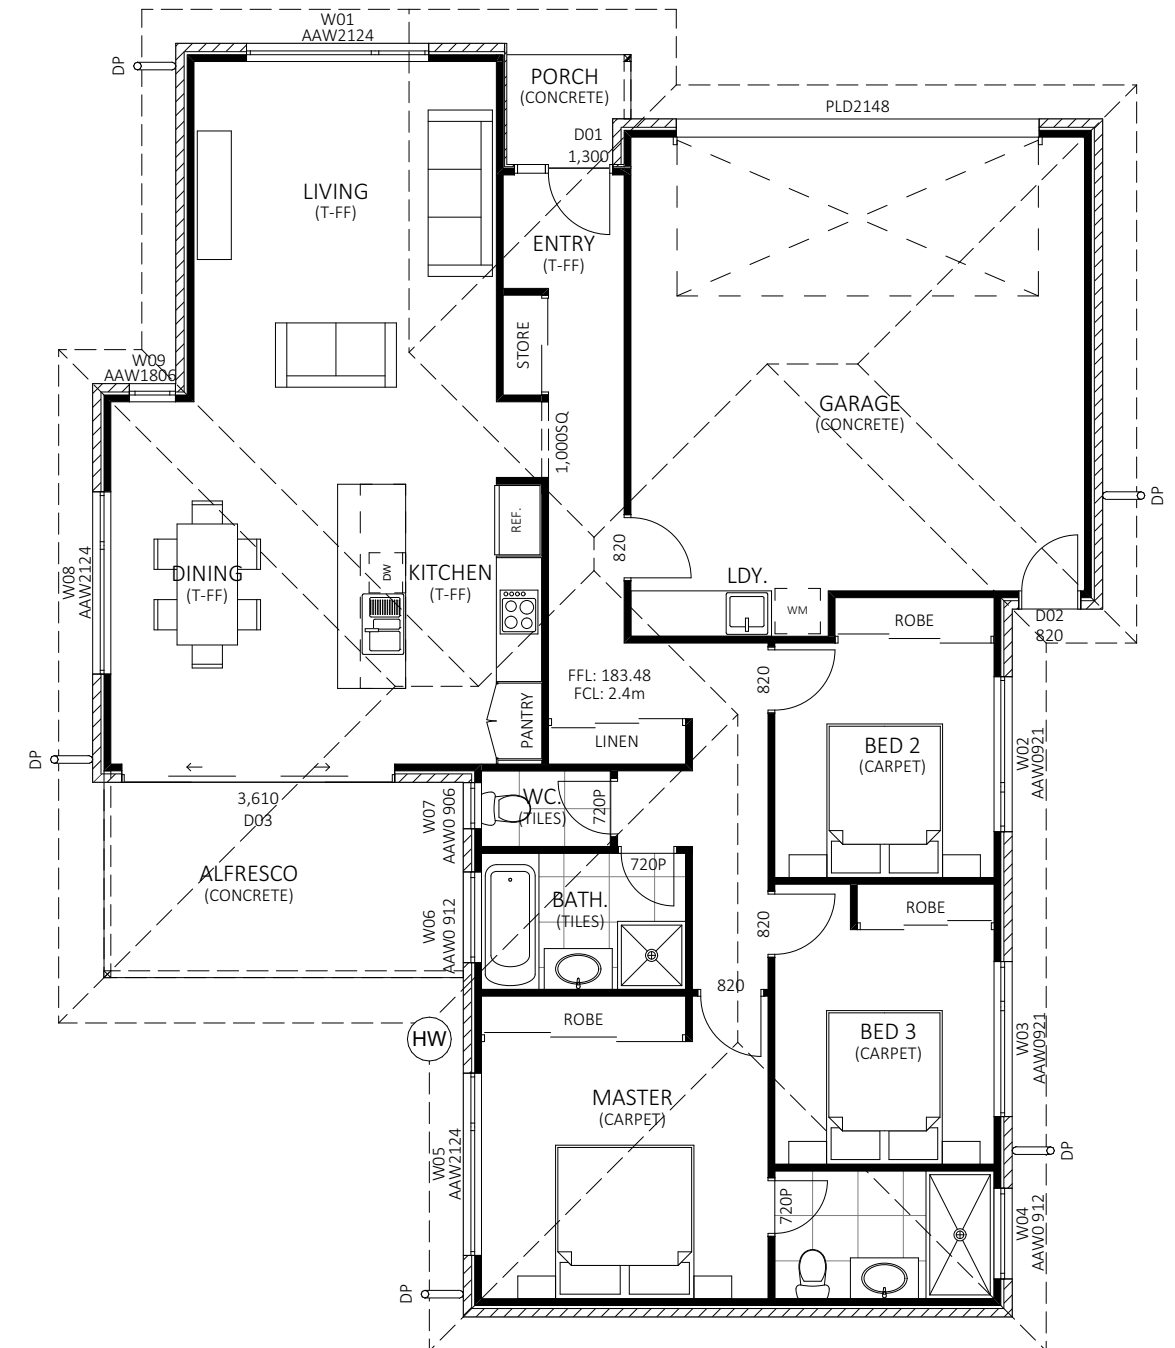 W01
AAW2124
DP
PORCH
(CONCRETE)
PLD2148
D01
1,300
LIVING
(T-FF)
ENTRY
(T-FF)
STORE
W09
AAW1806
1,000SQ
GARAGE
(CONCRETE)
DP
REF.
820
W08
AAW2124
DINING
(T-FF)
DW
KITCHEN
(T-FF)
LDY.
WM
ROBE
D02
820
FFL: 183.48
FCL: 2.4m
820
PANTRY
LINEN
BED 2
(CARPET)
W02
AAW0921
DP
3,610
D03
W07
AAW0 906
WC.
(TILES)
720P
720P
ALFRESCO
(CONCRETE)
W06
AAW0 912
BATH.
(TILES)
820
ROBE
820
ROBE
HW
BED 3
(CARPET)
W03
AAW0921
MASTER
(CARPET)
W05
AAW2124
DP
720P
W04
AAW0 912
DP